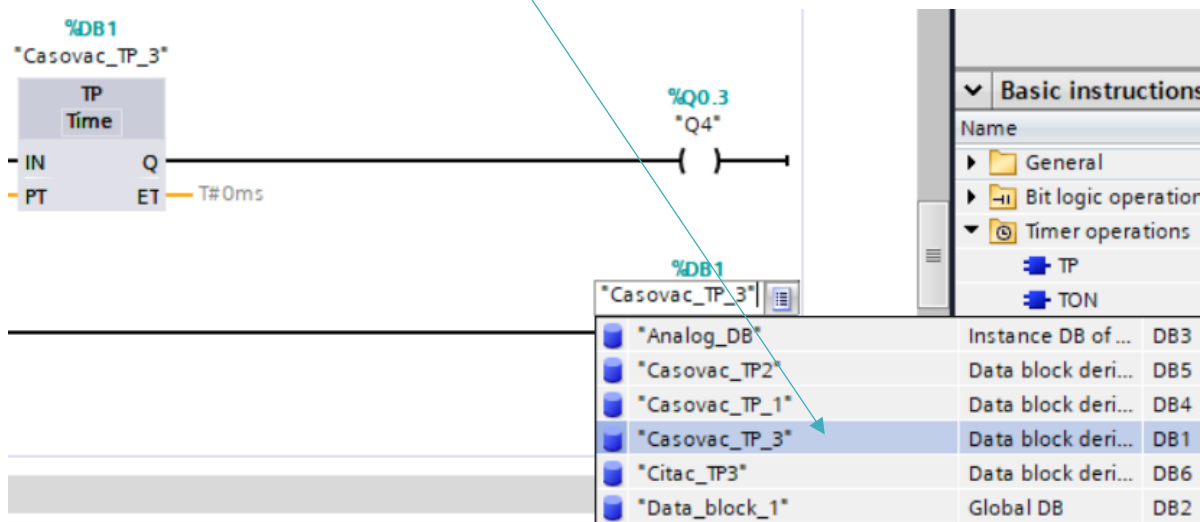 %DB1
"Casovac_TP_3"
TP
Time
IN Q
PT ET T#0ms
%Q0.3
"Q4"
%DB1
"Casovac_TP_3"
"Analog_DB" Instance DB of ... DB3
"Casovac_TP2" Data block deri... DB5
"Casovac_TP_1" Data block deri... DB4
"Casovac_TP_3" Data block deri... DB1
"Citac_TP3" Data block deri... DB6
"Data_block_1" Global DB DB2
Basic instructions
Name
General
Bit logic operation
Timer operations
TP
TON